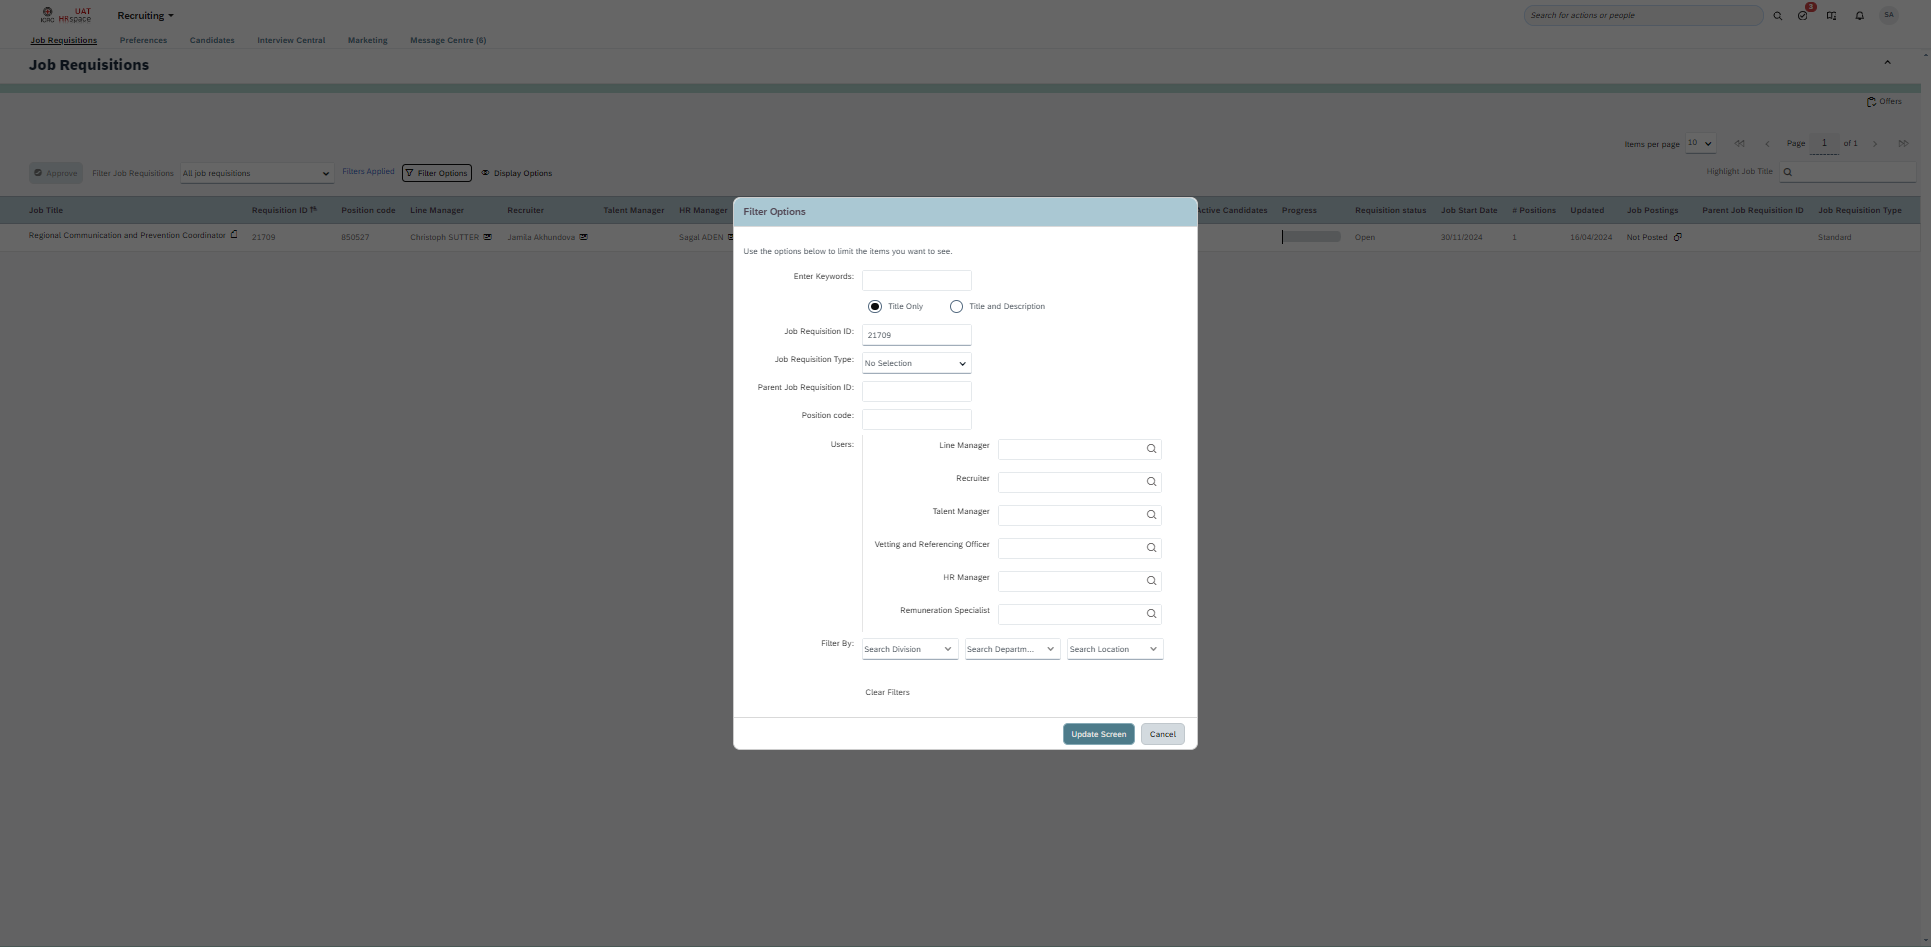 UAT
ICRC HRspace
Recruiting
Search for actions or people
3
SA
Job Requisitions Preferences Candidates Interview Central Marketing Message Centre (6)
Job Requisitions
Offers
Items per page 10 Page 1 of 1
Approve Filter Job Requisitions All job requisitions Filters Applied Filter Options Display Options Highlight Job Title
Job Title Requisition ID Position code Line Manager Recruiter Talent Manager HR Manager Active Candidates Progress Requisition status Job Start Date # Positions Updated Job Postings Parent Job Requisition ID Job Requisition Type
Regional Communication and Prevention Coordinator 21709 850527 Christoph SUTTER Jamila Akhundova Sagal ADEN Open 30/11/2024 1 16/04/2024 Not Posted Standard
Filter Options
Use the options below to limit the items you want to see.
Enter Keywords:
Title Only Title and Description
Job Requisition ID: 21709
Job Requisition Type: No Selection
Parent Job Requisition ID:
Position code:
Users: Line Manager
Recruiter
Talent Manager
Vetting and Referencing Officer
HR Manager
Remuneration Specialist
Filter By: Search Division Search Departm... Search Location
Clear Filters
Update Screen Cancel